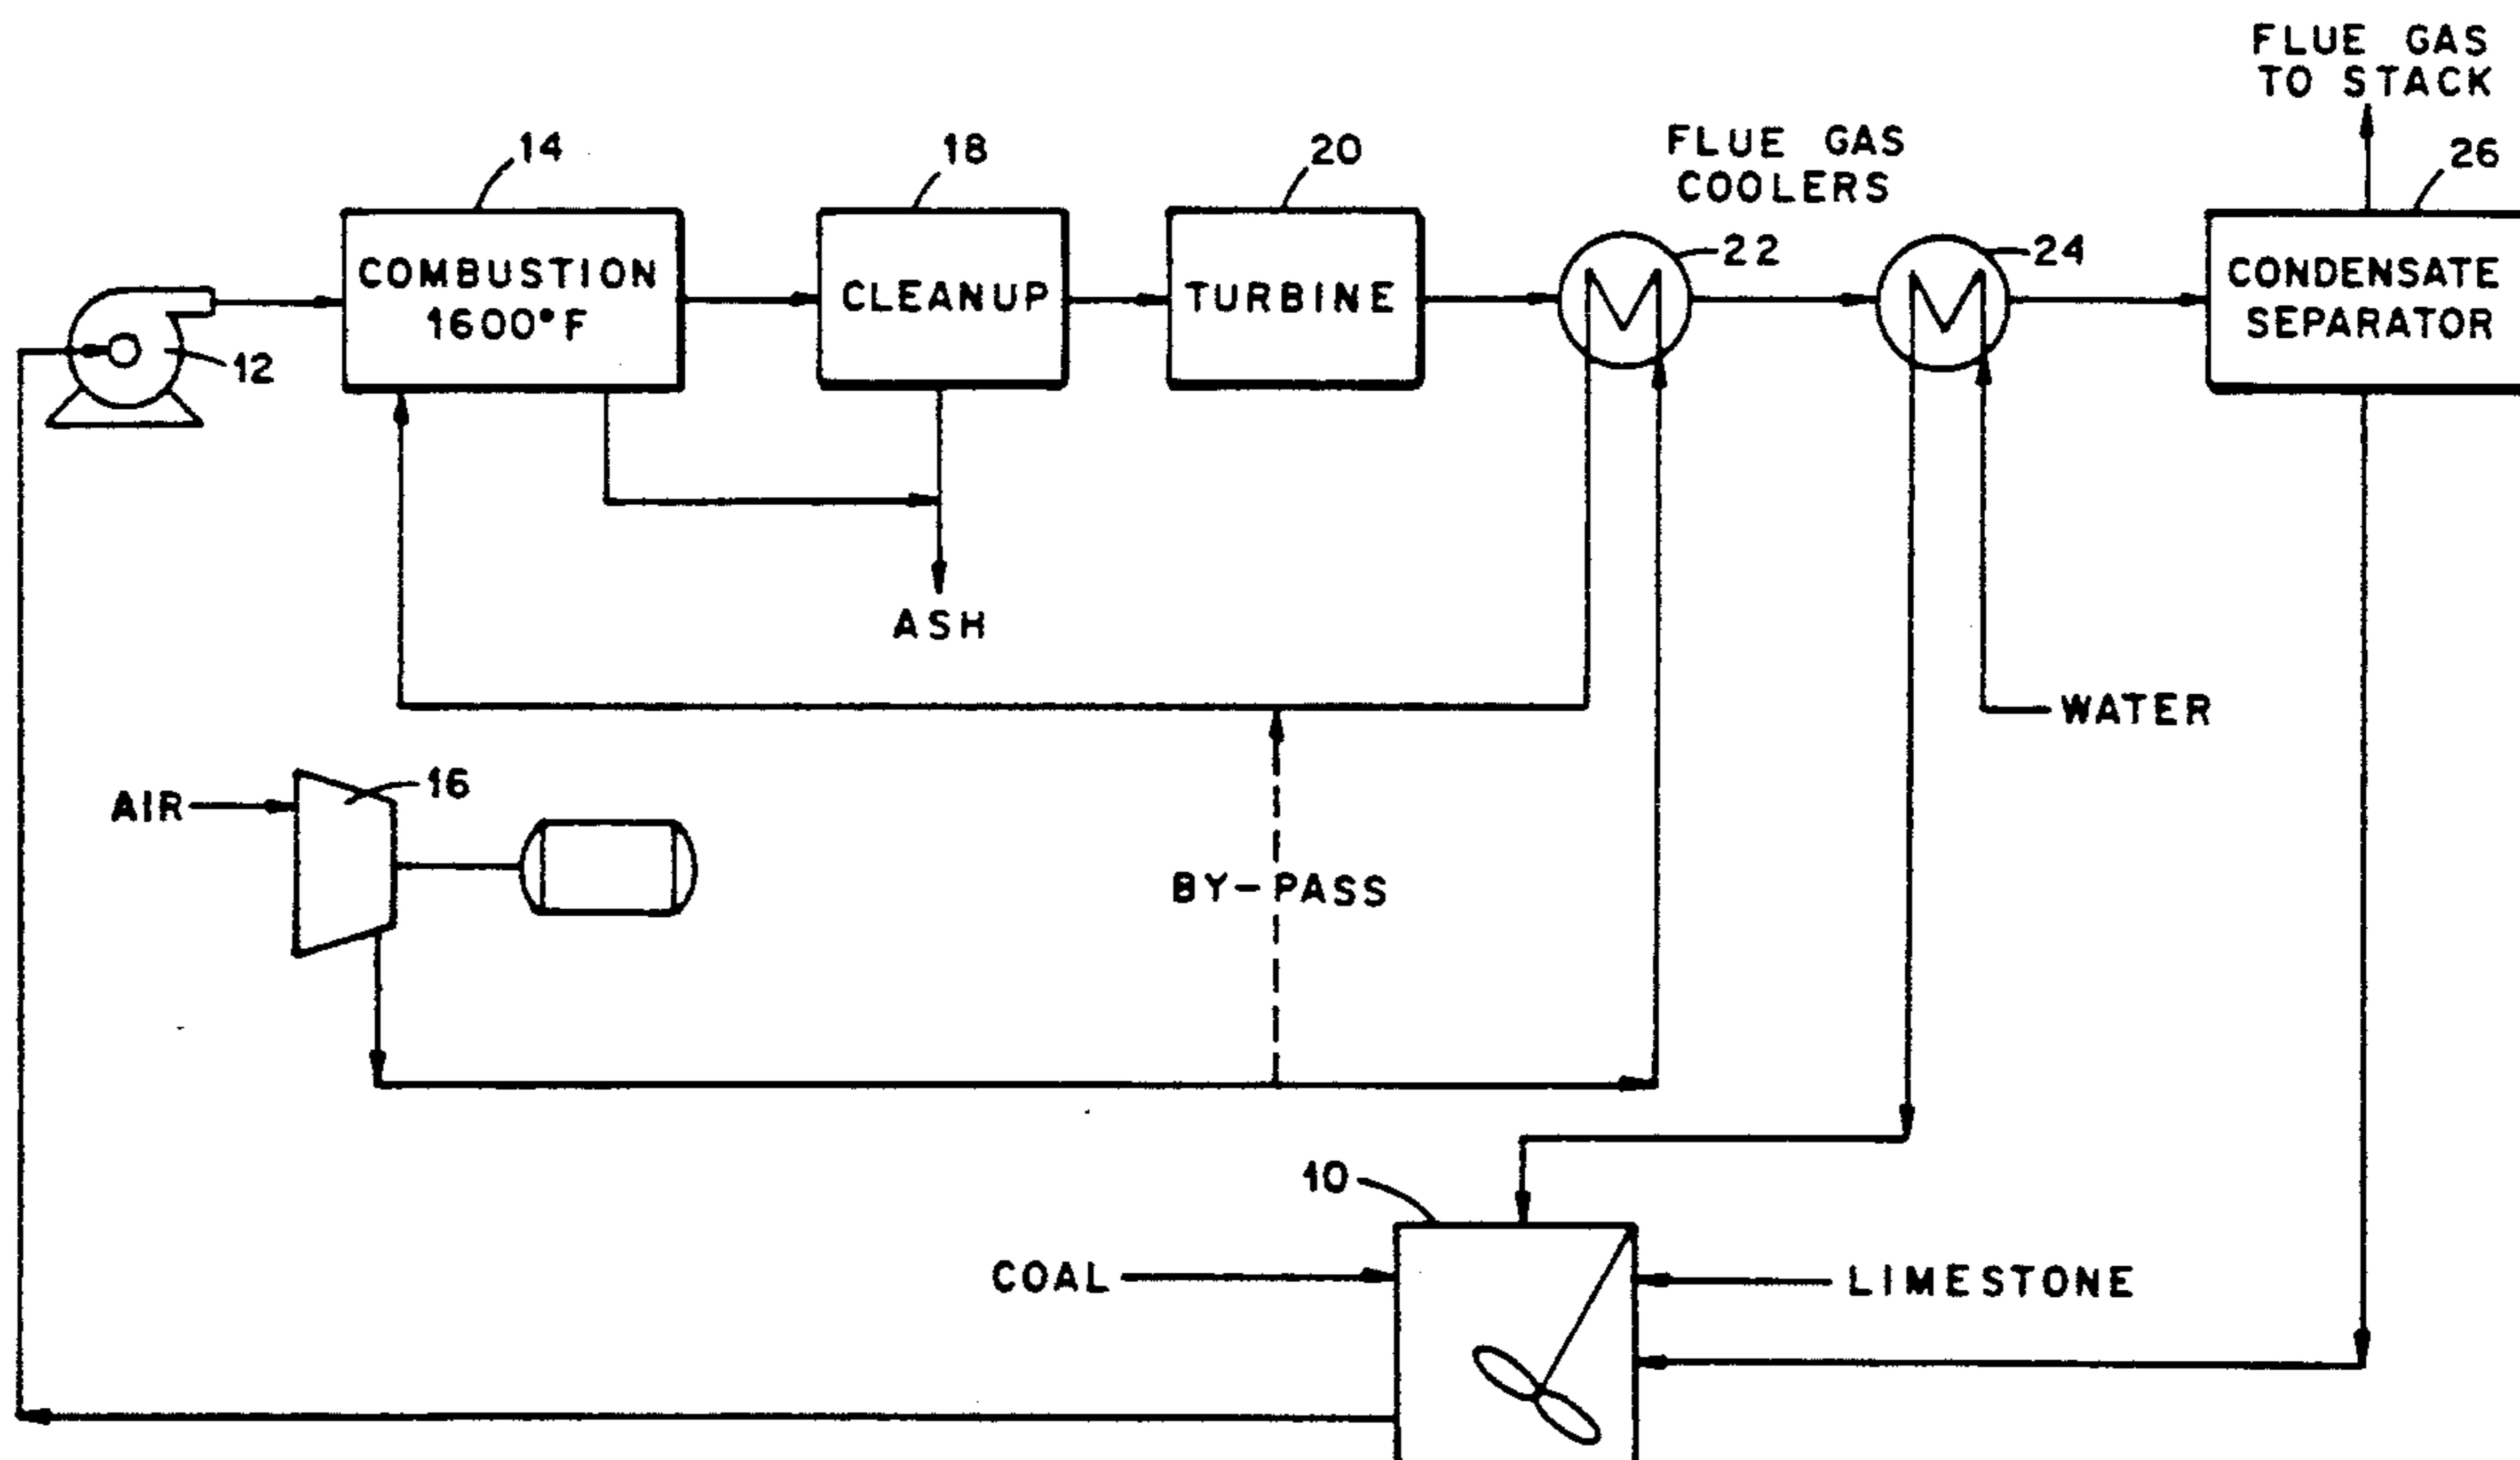 FLUE GAS
TO STACK
14
18
20
FLUE GAS
COOLERS
26
22
24
COMBUSTION
1600°F
CLEANUP
TURBINE
CONDENSATE
SEPARATOR
12
ASH
WATER
AIR
16
BY-PASS
10
COAL
LIMESTONE